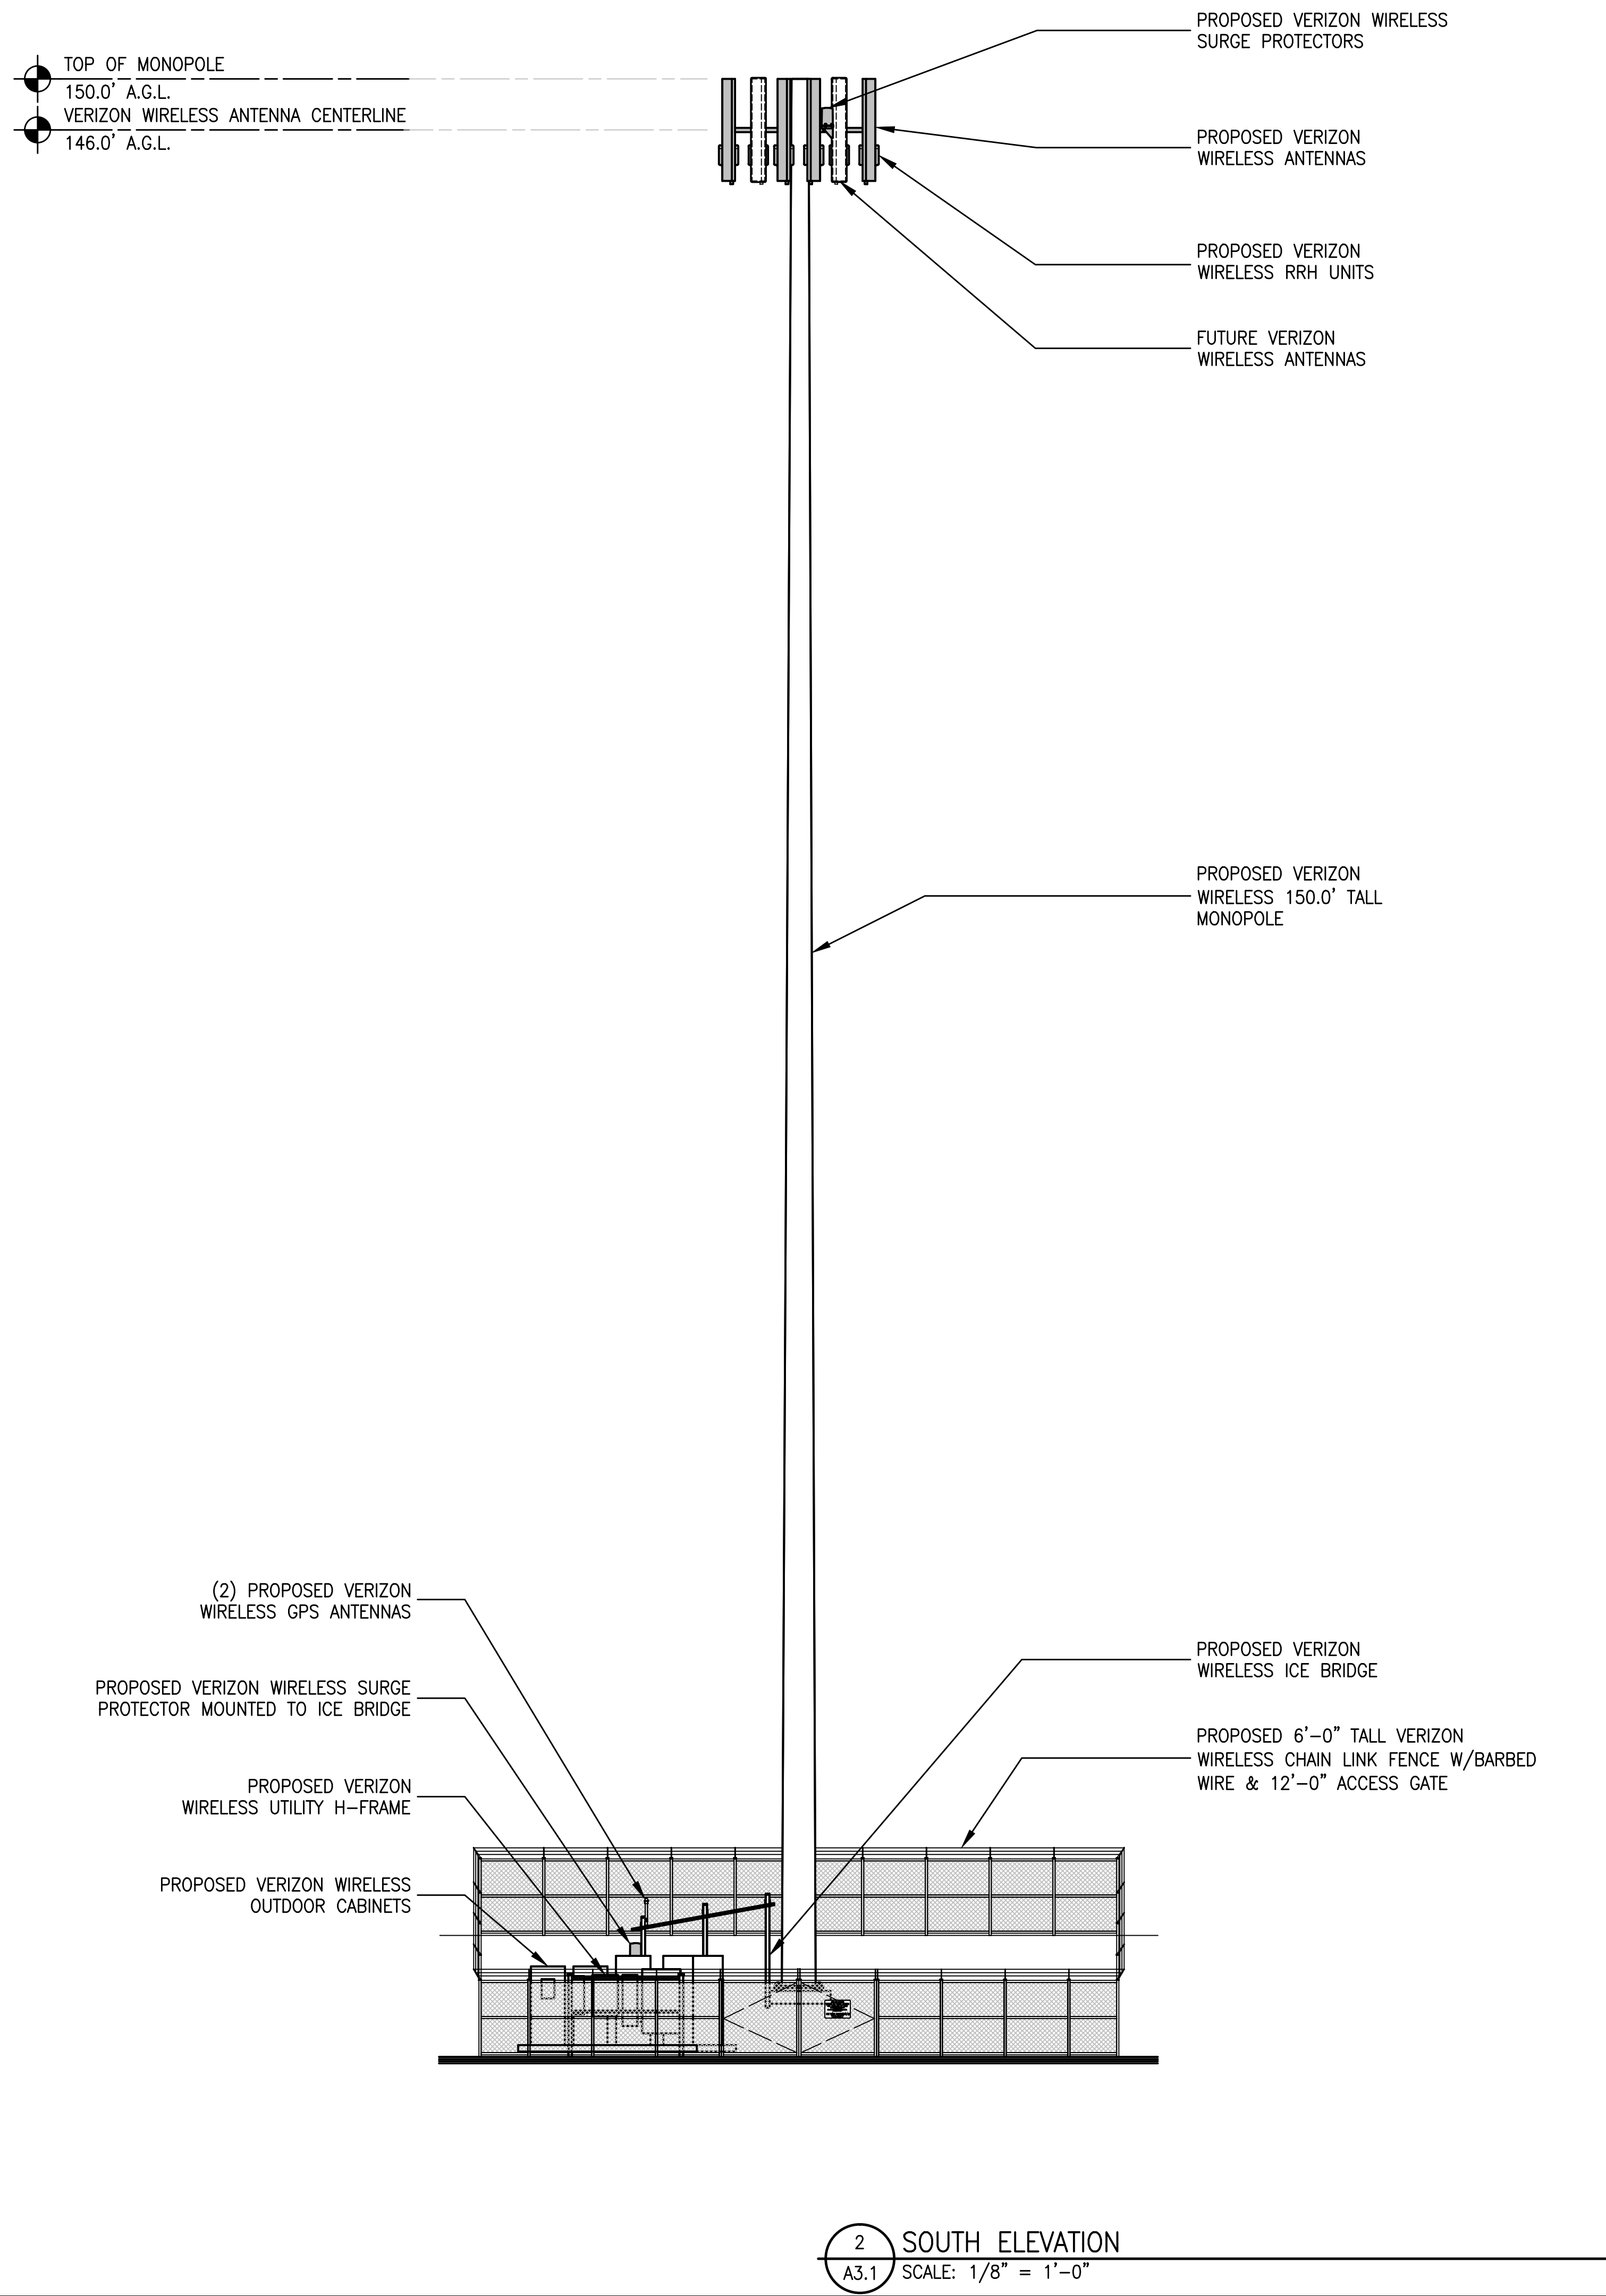 PROPOSED VERIZON WIRELESS
SURGE PROTECTORS
TOP OF MONOPOLE
150.0' A.G.L.
VERIZON WIRELESS ANTENNA CENTERLINE
146.0' A.G.L.
PROPOSED VERIZON
WIRELESS ANTENNAS
PROPOSED VERIZON
WIRELESS RRH UNITS
FUTURE VERIZON
WIRELESS ANTENNAS
PROPOSED VERIZON
WIRELESS 150.0' TALL
MONOPOLE
(2) PROPOSED VERIZON
WIRELESS GPS ANTENNAS
PROPOSED VERIZON WIRELESS SURGE
PROTECTOR MOUNTED TO ICE BRIDGE
PROPOSED VERIZON
WIRELESS UTILITY H-FRAME
PROPOSED VERIZON WIRELESS
OUTDOOR CABINETS
PROPOSED VERIZON
WIRELESS ICE BRIDGE
PROPOSED 6'-0" TALL VERIZON
WIRELESS CHAIN LINK FENCE W/BARBED
WIRE & 12'-0" ACCESS GATE
2
A3.1
SOUTH ELEVATION
SCALE: 1/8" = 1'-0"